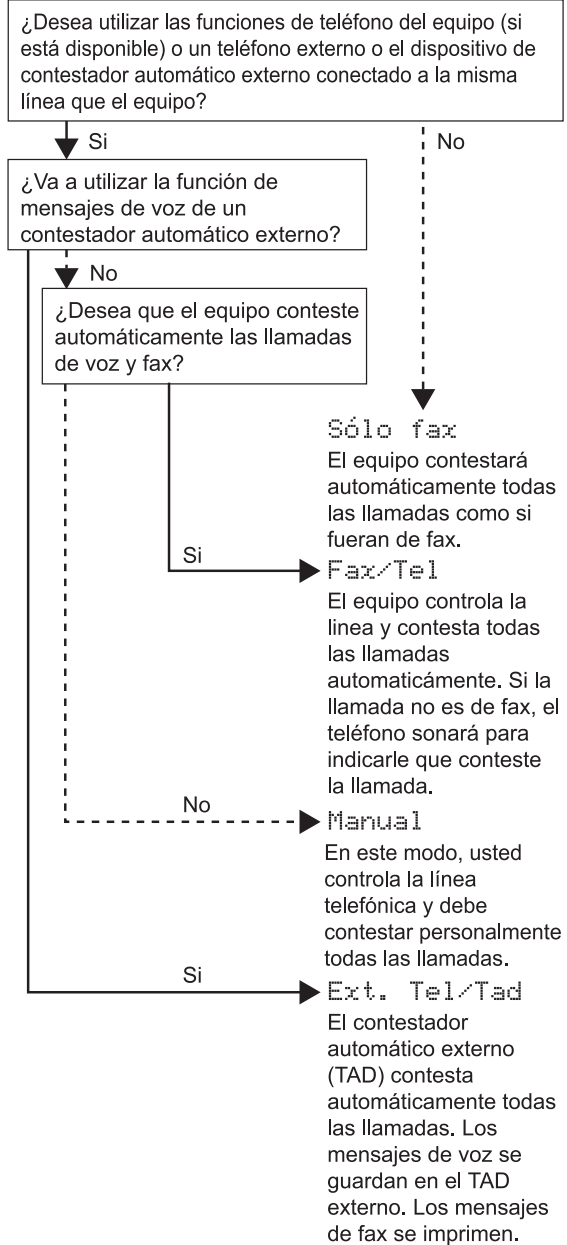 ¿Desea utilizar las funciones de teléfono del equipo (si
está disponible) o un teléfono externo o el dispositivo de
contestador automático externo conectado a la misma
línea que el equipo?
Si
No
¿Va a utilizar la función de
mensajes de voz de un
contestador automático externo?
No
¿Desea que el equipo conteste
automáticamente las llamadas
de voz y fax?
Sólo fax
El equipo contestará
automáticamente todas
las llamadas como si
fueran de fax.
Si
Fax/Tel
El equipo controla la
linea y contesta todas
las llamadas
automaticámente. Si la
llamada no es de fax, el
teléfono sonará para
indicarle que conteste
la llamada.
No
Manual
En este modo, usted
controla la línea
telefónica y debe
contestar personalmente
todas las llamadas.
Si
Ext. Tel/Tad
El contestador
automático externo
(TAD) contesta
automáticamente todas
las llamadas. Los
mensajes de voz se
guardan en el TAD
externo. Los mensajes
de fax se imprimen.